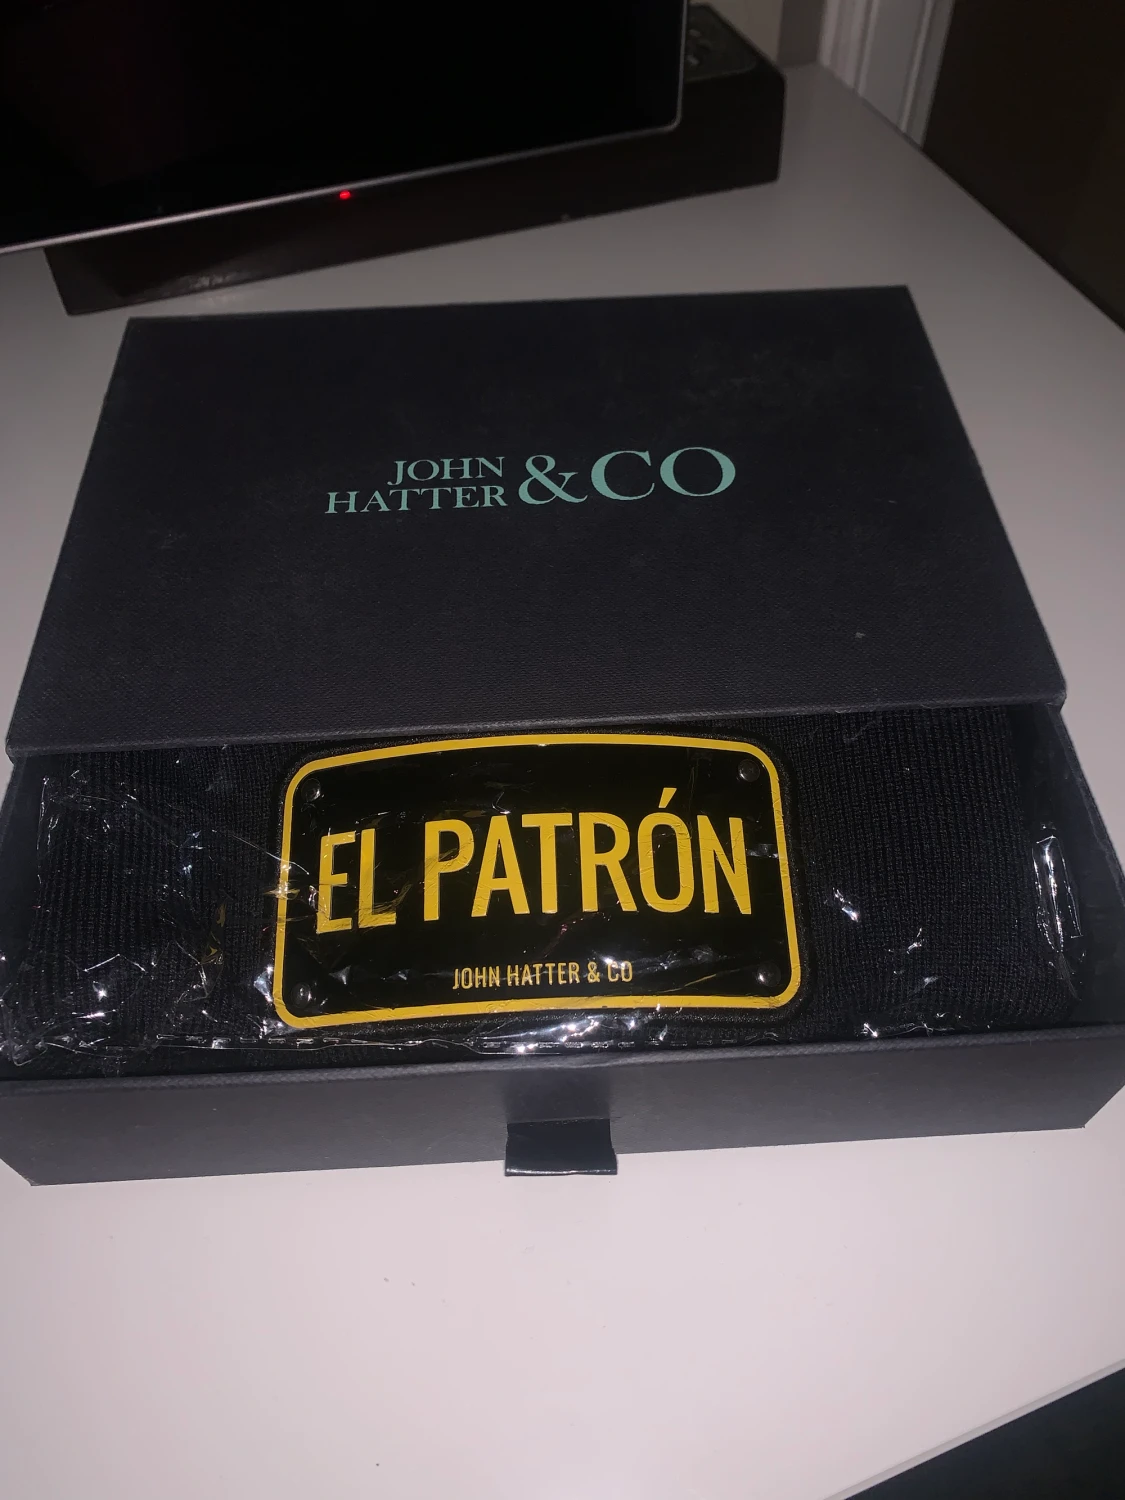 JOHN
HATTER & CO
EL PATRÓN
JOHN HATTER & CO